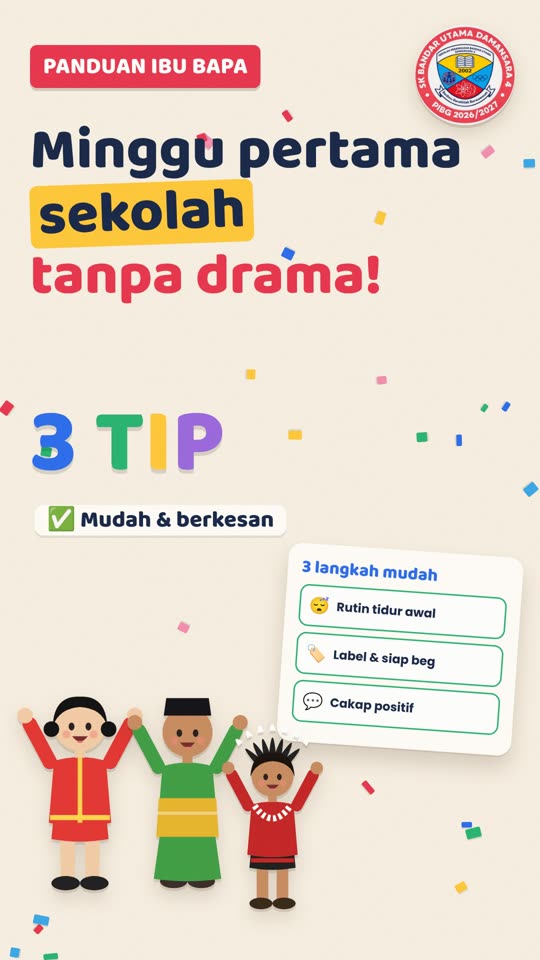 PANDUAN IBU BAPA
SK BANDAR UTAMA DAMANSARA 4
2002
PIBG 2026/2027
Minggu pertama
sekolah
tanpa drama!
3 TIP
✅ Mudah & berkesan
3 langkah mudah
😴 Rutin tidur awal
🏷️ Label & siap beg
💬 Cakap positif